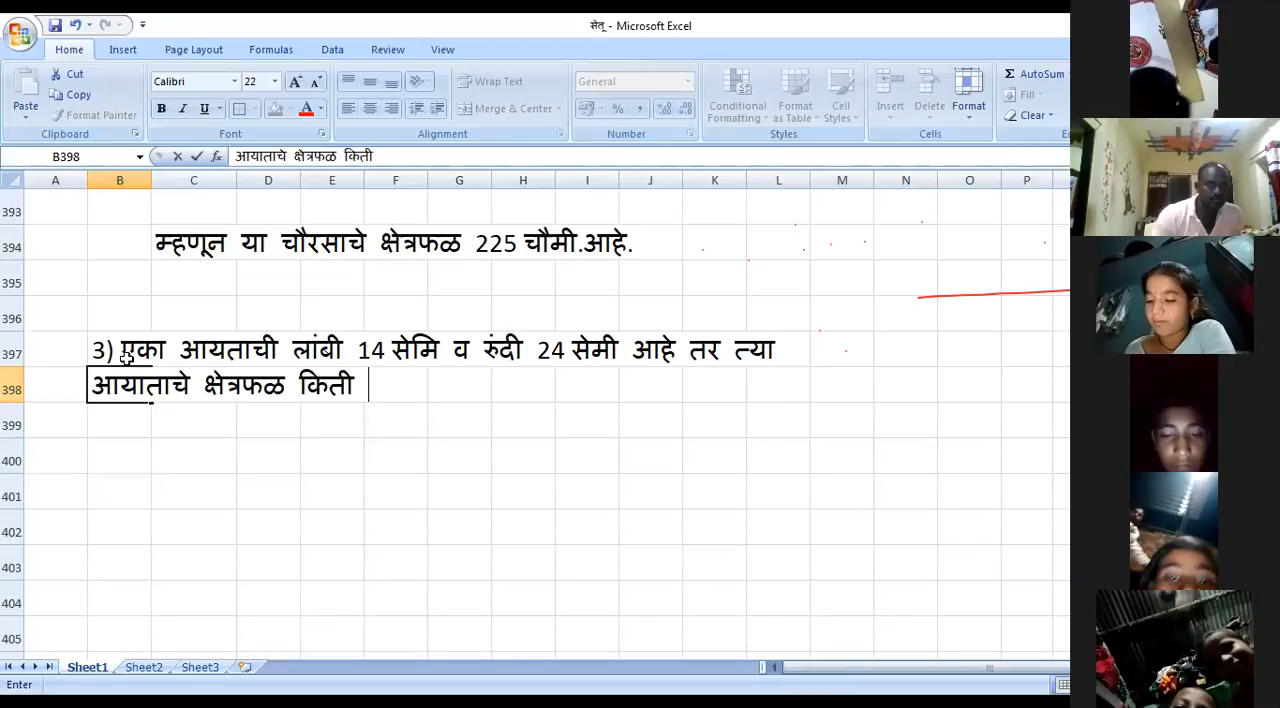 सेतू - Microsoft Excel
Home Insert Page Layout Formulas Data Review View
Cut Calibri 22 Wrap Text General AutoSum
Copy Fill
Paste Format Painter B I U Merge & Center % , Conditional Formatting Format as Table Cell Styles Insert Delete Format Clear
Clipboard Font Alignment Number Styles Cells
B398 fx आयाताचे क्षेत्रफळ किती
A B C D E F G H I J K L M N O P
393
394 म्हणून या चौरसाचे क्षेत्रफळ 225 चौमी.आहे.
395
396
397 3) एका आयताची लांबी 14 सेमि व रुंदी 24 सेमी आहे तर त्या
398 आयाताचे क्षेत्रफळ किती
399
400
401
402
403
404
405
Sheet1 Sheet2 Sheet3
Enter